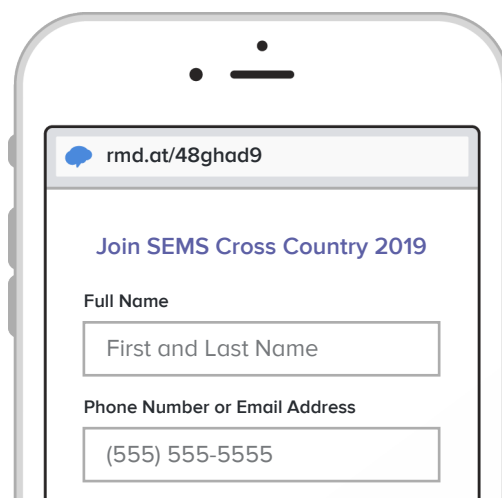 rmd.at/48ghad9
Join SEMS Cross Country 2019
Full Name
First and Last Name
Phone Number or Email Address
(555) 555-5555